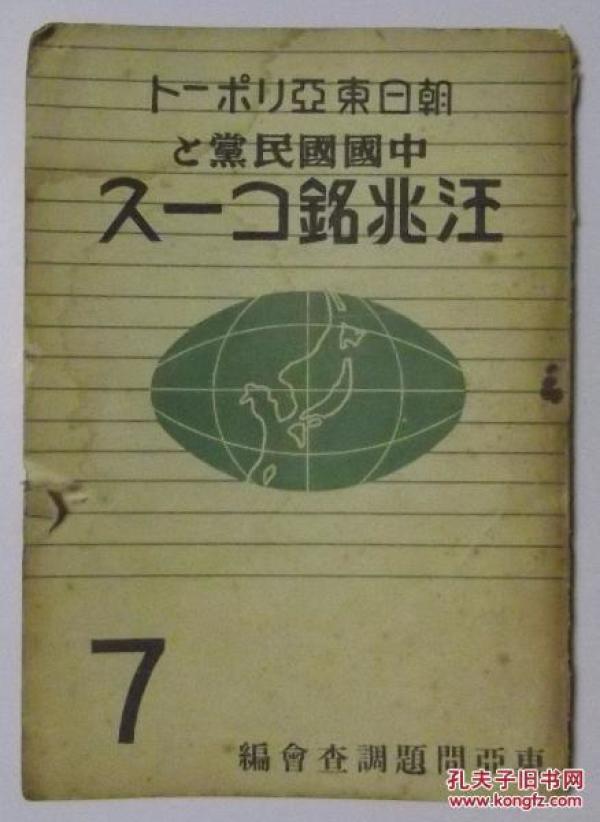 朝日東亞リポート
中國國民黨と
汪兆銘コース
7
東亞問題調查會編
孔夫子旧书网
www.kongfz.com